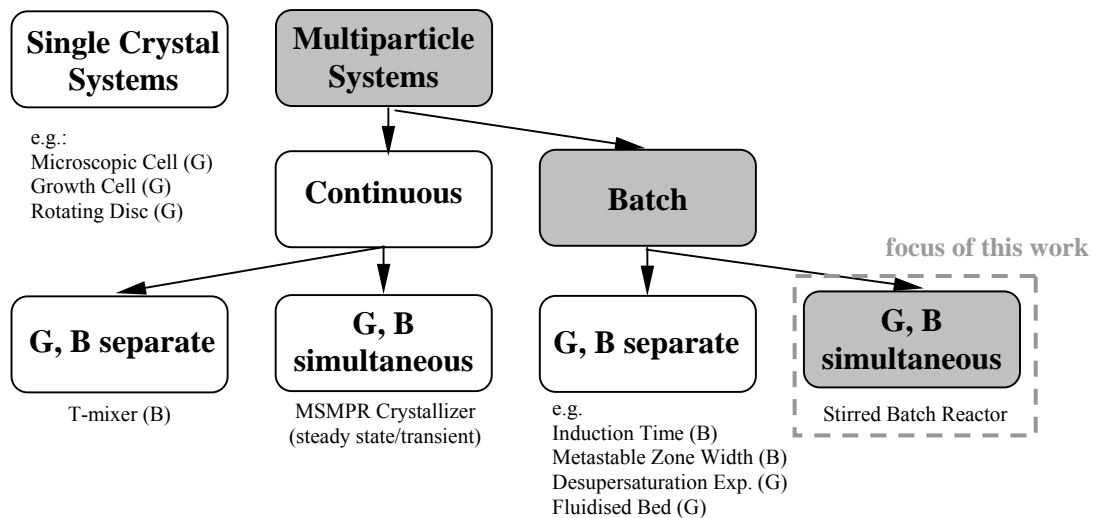 Single Crystal
Systems
Multiparticle
Systems
e.g.:
Microscopic Cell (G)
Growth Cell (G)
Rotating Disc (G)
Continuous
Batch
focus of this work
G, B separate
G, B
simultaneous
G, B separate
G, B
simultaneous
T-mixer (B)
MSMPR Crystallizer
(steady state/transient)
e.g.
Induction Time (B)
Metastable Zone Width (B)
Desupersaturation Exp. (G)
Fluidised Bed (G)
Stirred Batch Reactor